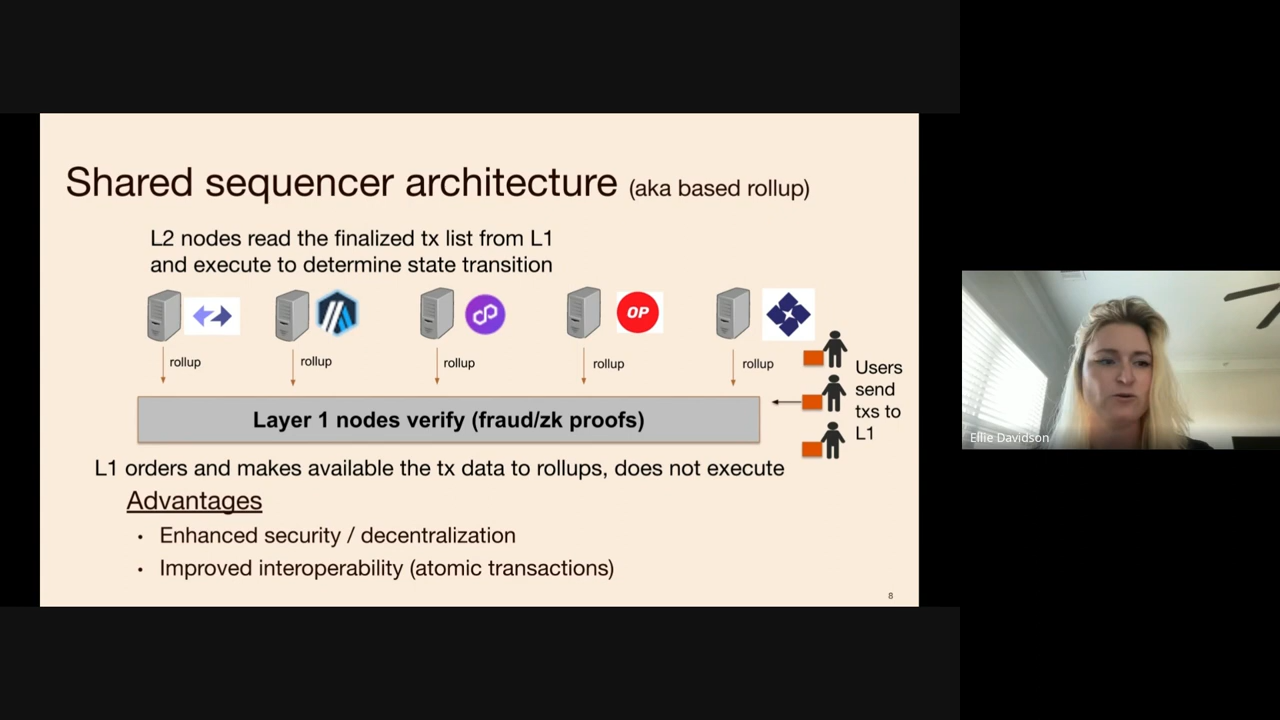 Shared sequencer architecture (aka based rollup)
L2 nodes read the finalized tx list from L1
and execute to determine state transition
OP
rollup
rollup
rollup
rollup
rollup
Users
send
txs to
L1
Layer 1 nodes verify (fraud/zk proofs)
L1 orders and makes available the tx data to rollups, does not execute
Advantages
• Enhanced security / decentralization
• Improved interoperability (atomic transactions)
8
Ellie Davidson